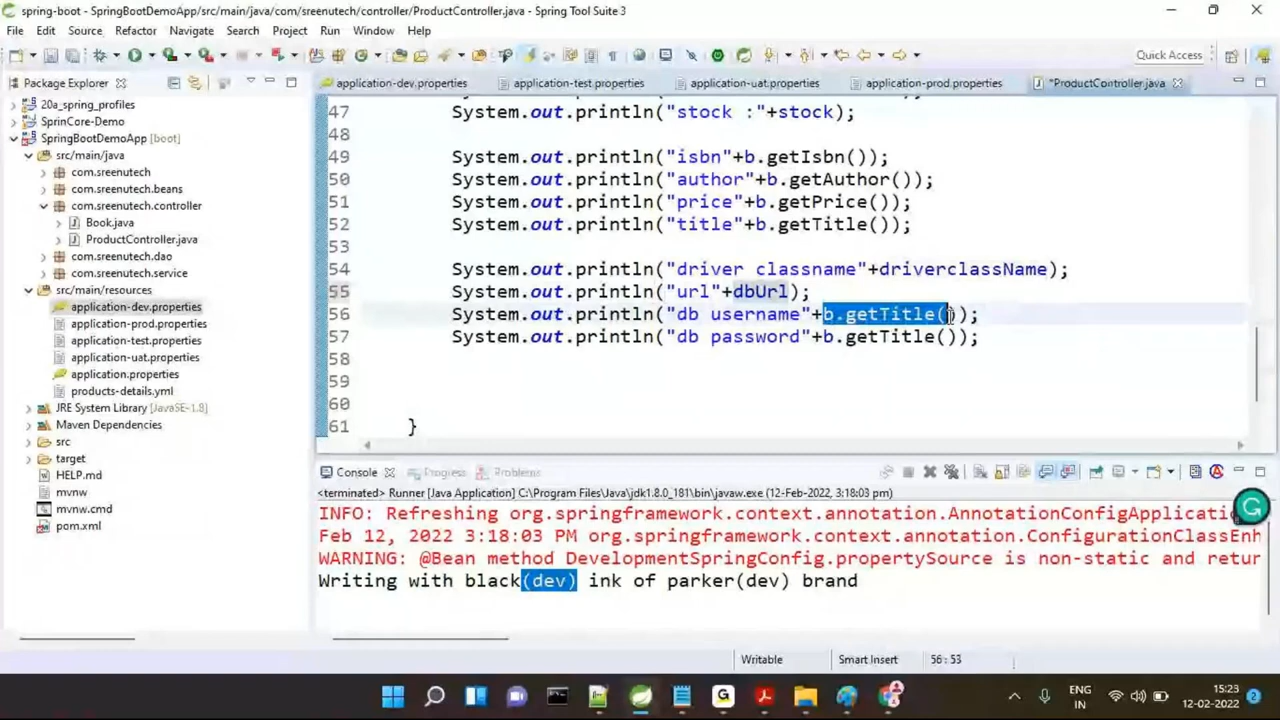 spring-boot - SpringBootDemoApp/src/main/java/com/sreenutech/controller/ProductController.java - Spring Tool Suite 3
File Edit Source Refactor Navigate Search Project Run Window Help
Quick Access
Package Explorer
application-dev.properties application-test.properties application-uat.properties application-prod.properties *ProductController.java
20a_spring_profiles
SprinCore-Demo
SpringBootDemoApp [boot]
src/main/java
com.sreenutech
com.sreenutech.beans
com.sreenutech.controller
Book.java
ProductController.java
com.sreenutech.dao
com.sreenutech.service
src/main/resources
application-dev.properties
application-prod.properties
application-test.properties
application-uat.properties
application.properties
products-details.yml
JRE System Library [JavaSE-1.8]
Maven Dependencies
src
target
HELP.md
mvnw
mvnw.cmd
pom.xml
47 System.out.println("stock :"+stock);
48
49 System.out.println("isbn"+b.getIsbn());
50 System.out.println("author"+b.getAuthor());
51 System.out.println("price"+b.getPrice());
52 System.out.println("title"+b.getTitle());
53
54 System.out.println("driver classname"+driverclassName);
55 System.out.println("url"+dbUrl);
56 System.out.println("db username"+b.getTitle());
57 System.out.println("db password"+b.getTitle());
58
59
60
61 }
Console Progress Problems
<terminated> Runner [Java Application] C:\Program Files\Java\jdk1.8.0_181\bin\javaw.exe (12-Feb-2022, 3:18:03 pm)
INFO: Refreshing org.springframework.context.annotation.AnnotationConfigApplicati
Feb 12, 2022 3:18:03 PM org.springframework.context.annotation.ConfigurationClassEnh
WARNING: @Bean method DevelopmentSpringConfig.propertySource is non-static and retur
Writing with black(dev) ink of parker(dev) brand
Writable Smart Insert 56 : 53
ENG
IN
15:23
12-02-2022
2